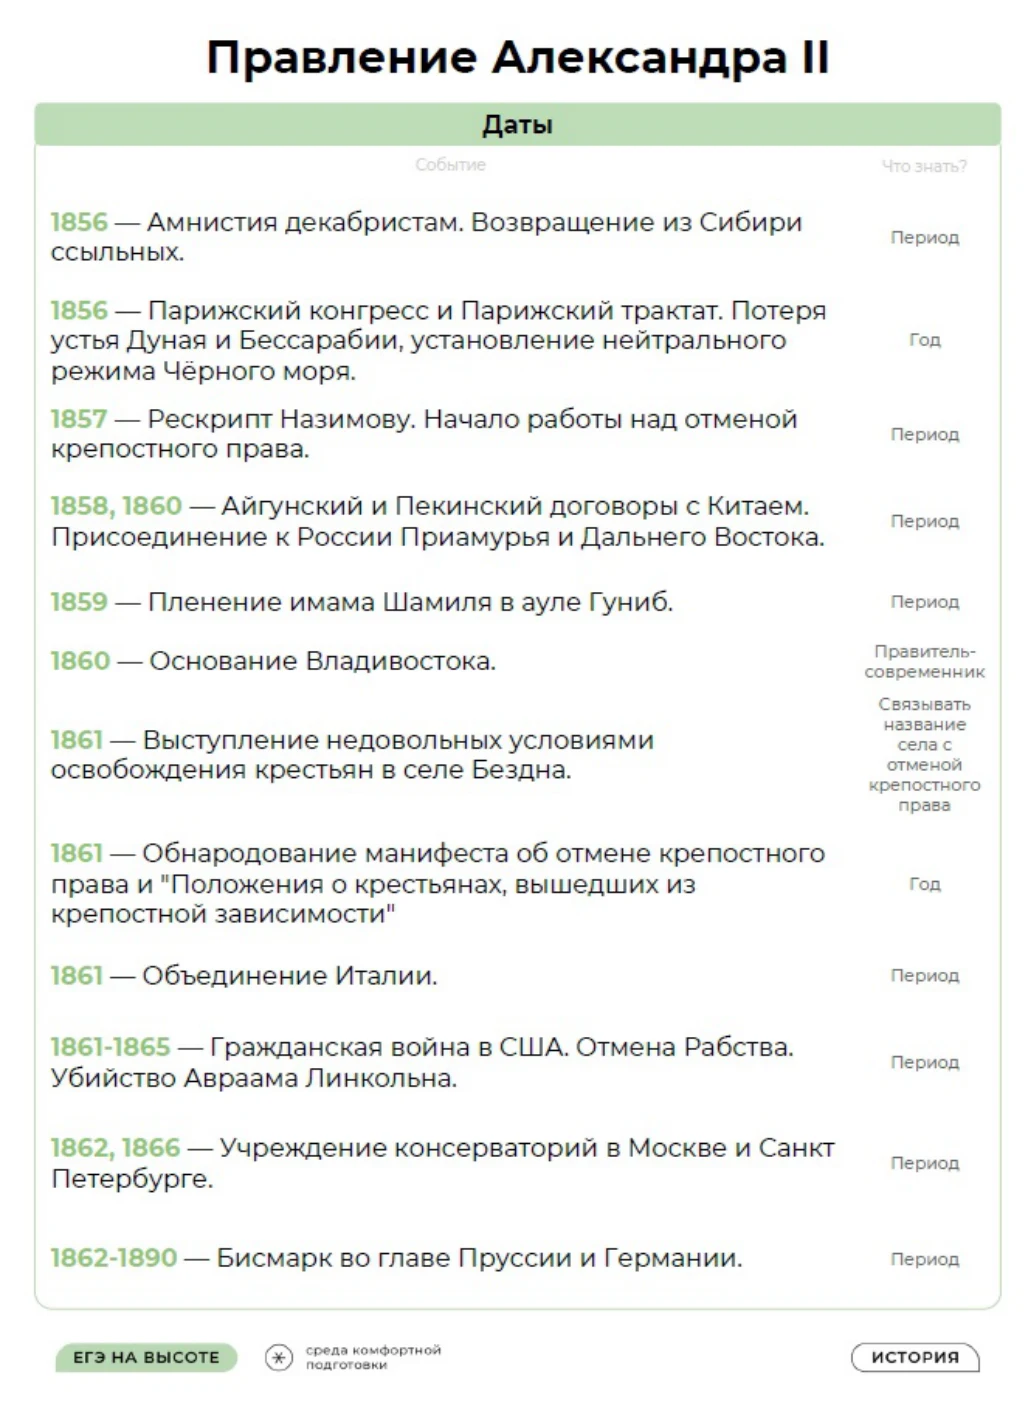 Правление Александра II
Даты
Событие
Что знать?
1856 — Амнистия декабристам. Возвращение из Сибири
ссыльных.
Период
1856 — Парижский конгресс и Парижский трактат. Потеря
устья Дуная и Бессарабии, установление нейтрального
режима Чёрного моря.
Год
1857 — Рескрипт Назимову. Начало работы над отменой
крепостного права.
Период
1858, 1860 — Айгунский и Пекинский договоры с Китаем.
Присоединение к России Приамурья и Дальнего Востока.
Период
1859 — Пленение имама Шамиля в ауле Гуниб.
Период
1860 — Основание Владивостока.
Правитель-
современник
1861 — Выступление недовольных условиями
освобождения крестьян в селе Бездна.
Связывать
название
села с
отменой
крепостного
права
1861 — Обнародование манифеста об отмене крепостного
права и "Положения о крестьянах, вышедших из
крепостной зависимости"
Год
1861 — Объединение Италии.
Период
1861-1865 — Гражданская война в США. Отмена Рабства.
Убийство Авраама Линкольна.
Период
1862, 1866 — Учреждение консерваторий в Москве и Санкт
Петербурге.
Период
1862-1890 — Бисмарк во главе Пруссии и Германии.
Период
ЕГЭ НА ВЫСОТЕ
среда комфортной
подготовки
ИСТОРИЯ